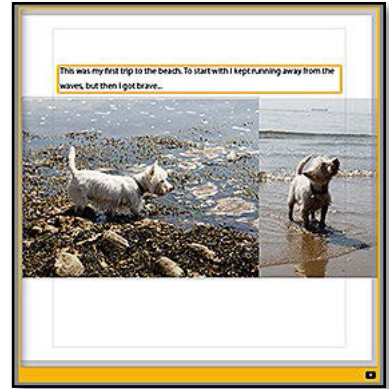 This was my first trip to the beach. To start with I kept running away from the
waves, but then I got brave...